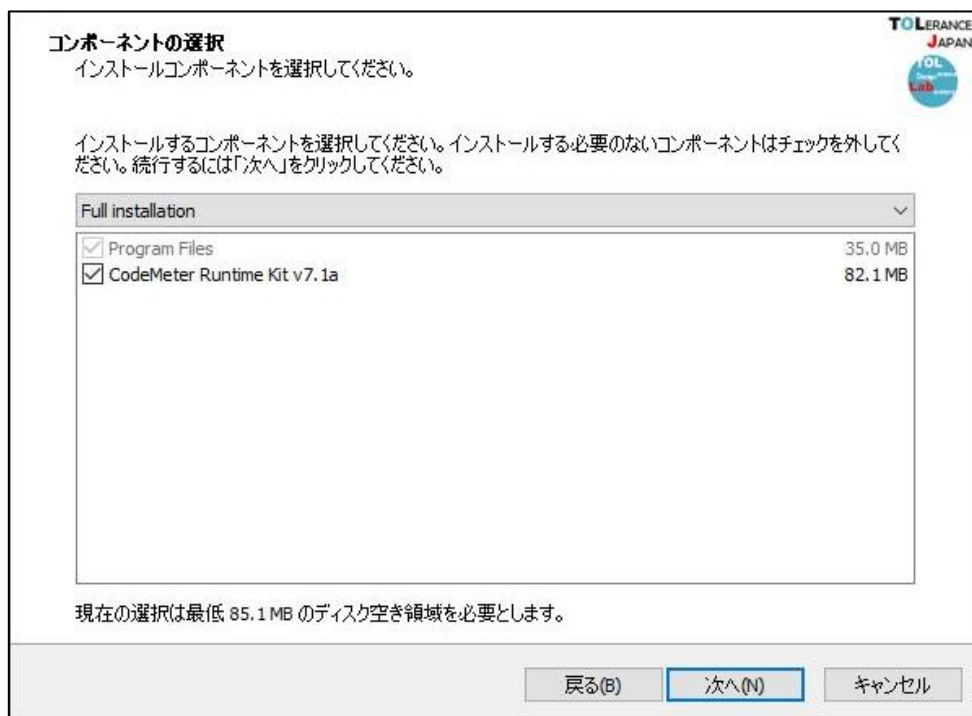 TOLERANCE
JAPAN
コンポーネントの選択
インストールコンポーネントを選択してください。
TOL
Design
Lab
インストールするコンポーネントを選択してください。インストールする必要のないコンポーネントはチェックを外してく
ださい。続行するには「次へ」をクリックしてください。
Full installation
Program Files 35.0 MB
CodeMeter Runtime Kit v7.1a 82.1 MB
現在の選択は最低 85.1 MB のディスク空き領域を必要とします。
戻る(B) 次へ(N) キャンセル